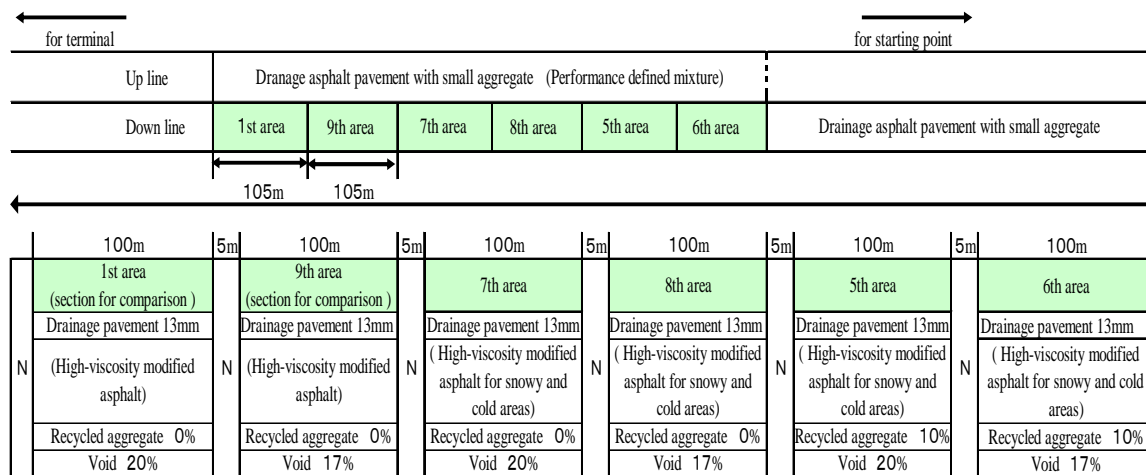 for terminal for starting point
Up line Dranage asphalt pavement with small aggregate (Performance defined mixture)
Down line 1st area 9th area 7th area 8th area 5th area 6th area Drainage asphalt pavement with small aggregate
105m 105m
100m 5m 100m 5m 100m 5m 100m 5m 100m 5m 100m
N
1st area
(section for comparison )
Drainage pavement 13mm
(High-viscosity modified
asphalt)
Recycled aggregate 0%
Void 20%
N
9th area
(section for comparison )
Drainage pavement 13mm
(High-viscosity modified
asphalt)
Recycled aggregate 0%
Void 17%
N
7th area
Drainage pavement 13mm
( High-viscosity modified
asphalt for snowy and
cold areas)
Recycled aggregate 0%
Void 20%
N
8th area
Drainage pavement 13mm
( High-viscosity modified
asphalt for snowy and
cold areas)
Recycled aggregate 0%
Void 17%
N
5th area
Drainage pavement 13mm
( High-viscosity modified
asphalt for snowy and
cold areas)
Recycled aggregate 10%
Void 20%
N
6th area
Drainage pavement 13mm
( High-viscosity modified
asphalt for snowy and cold
areas)
Recycled aggregate 10%
Void 17%